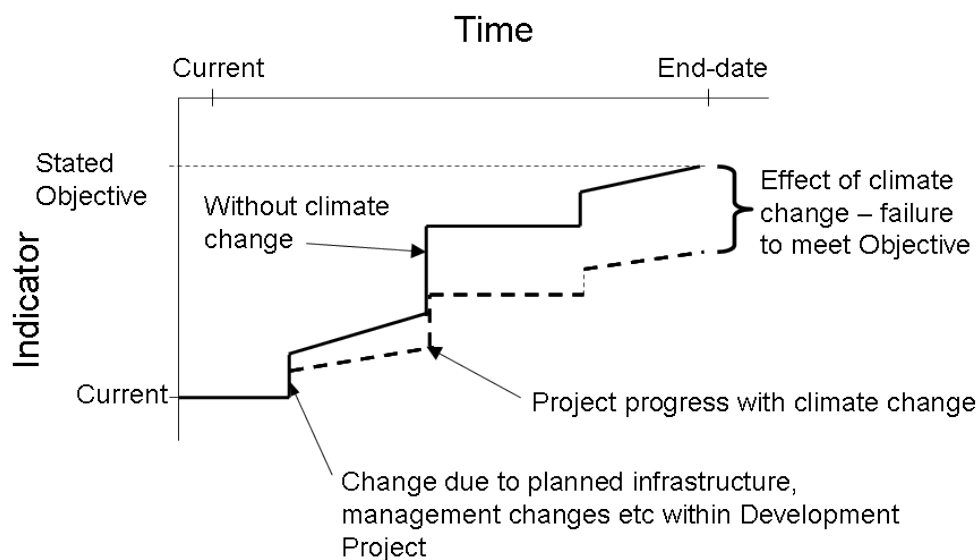 Time
Current
End-date
Stated
Objective
Without climate
change
Effect of climate
change – failure
to meet Objective
Indicator
Current
Project progress with climate change
Change due to planned infrastructure,
management changes etc within Development
Project